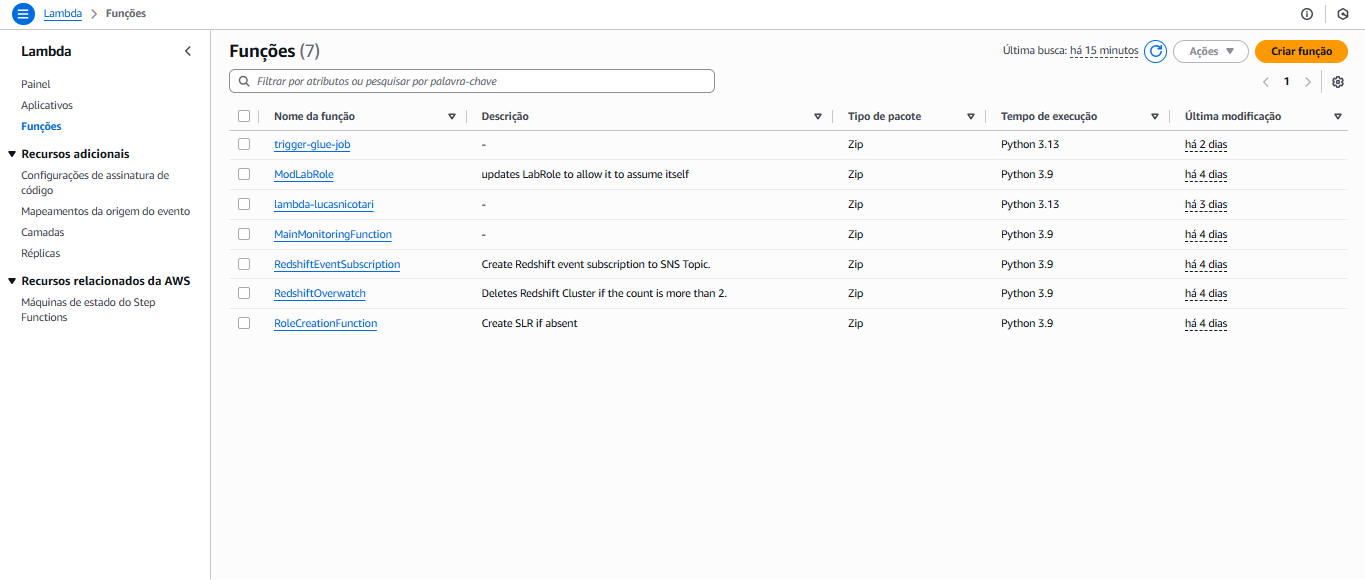 Lambda > Funções
Lambda
Painel
Aplicativos
Funções
Recursos adicionais
Configurações de assinatura de
código
Mapeamentos da origem do evento
Camadas
Réplicas
Recursos relacionados da AWS
Máquinas de estado do Step
Functions
Funções (7)
Última busca: há 15 minutos
Ações
Criar função
Filtrar por atributos ou pesquisar por palavra-chave
1
Nome da função Descrição Tipo de pacote Tempo de execução Última modificação
trigger-glue-job - Zip Python 3.13 há 2 dias
ModLabRole updates LabRole to allow it to assume itself Zip Python 3.9 há 4 dias
lambda-lucasnicotari - Zip Python 3.13 há 3 dias
MainMonitoringFunction - Zip Python 3.9 há 4 dias
RedshiftEventSubscription Create Redshift event subscription to SNS Topic. Zip Python 3.9 há 4 dias
RedshiftOverwatch Deletes Redshift Cluster if the count is more than 2. Zip Python 3.9 há 4 dias
RoleCreationFunction Create SLR if absent Zip Python 3.9 há 4 dias